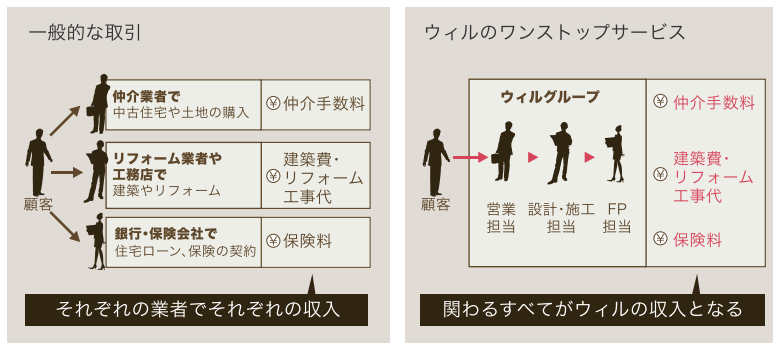 一般的な取引
仲介業者で
中古住宅や土地の購入
¥仲介手数料
リフォーム業者や
工務店で
建築やリフォーム
建築費・
¥リフォーム
工事代
銀行・保険会社で
住宅ローン、保険の契約
¥保険料
顧客
それぞれの業者でそれぞれの収入
ウィルのワンストップサービス
ウィルグループ
顧客
営業
担当
設計・施工
担当
FP
担当
¥仲介手数料
建築費・
¥リフォーム
工事代
¥保険料
関わるすべてがウィルの収入となる